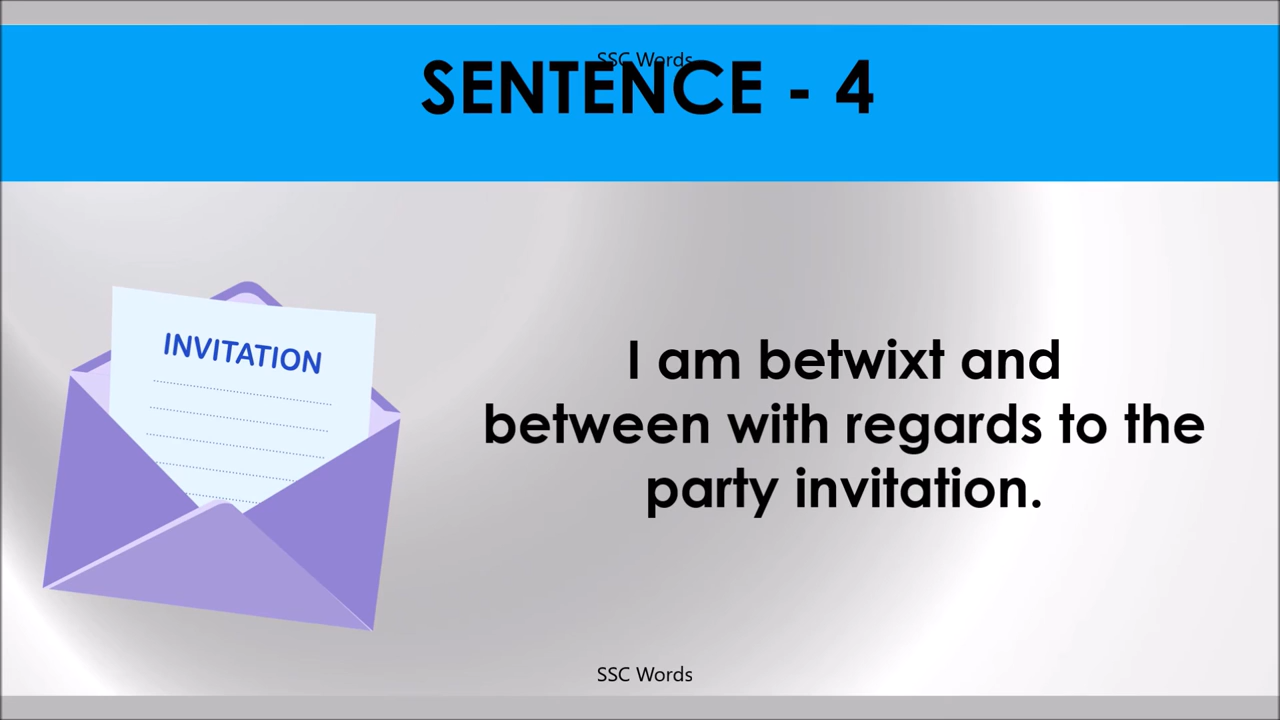 SSC Words
SENTENCE - 4
INVITATION
I am betwixt and
between with regards to the
party invitation.
SSC Words